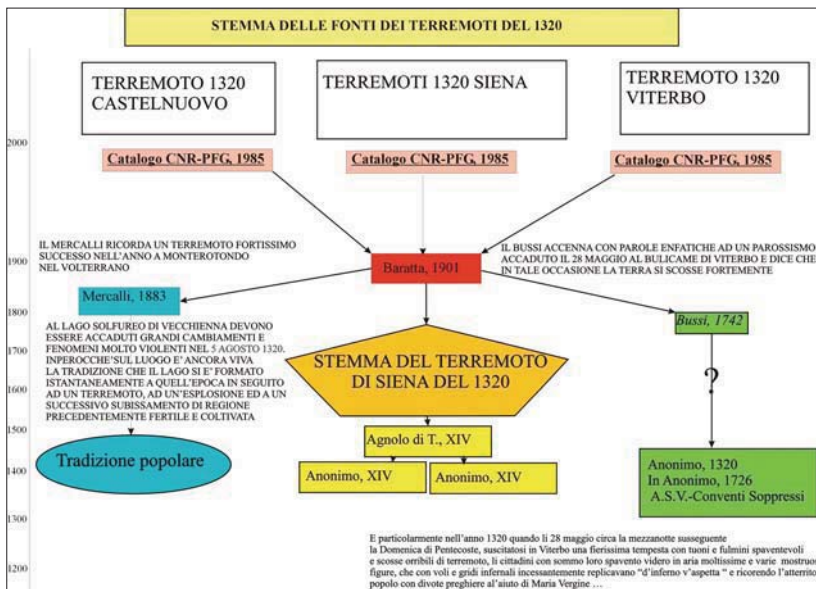 STEMMA DELLE FONTI DEI TERREMOTI DEL 1320
TERREMOTO 1320
CASTELNUOVO
TERREMOTI 1320 SIENA
TERREMOTO 1320
VITERBO
2000
Catalogo CNR-PFG, 1985
Catalogo CNR-PFG, 1985
Catalogo CNR-PFG, 1985
IL MERCALLI RICORDA UN TERREMOTO FORTISSIMO
SUCCESSO NELL'ANNO A MONTEROTONDO
NEL VOLTERRANO
IL BUSSI ACCENNA CON PAROLE ENFATICHE AD UN PAROSSISMO
ACCADUTO IL 28 MAGGIO AL BULICAME DI VITERBO E DICE CHE
IN TALE OCCASIONE LA TERRA SI SCOSSE FORTEMENTE
1900
Baratta, 1901
Mercalli, 1883
1800
Bussi, 1742
AL LAGO SOLFUREO DI VECCHIENNA DEVONO
ESSERE ACCADUTI GRANDI CAMBIAMENTI E
FENOMENI MOLTO VIOLENTI NEL 5 AGOSTO 1320.
INPEROCCHE'SUL LUOGO E' ANCORA VIVA
LA TRADIZIONE CHE IL LAGO SI E' FORMATO
ISTANTANEAMENTE A QUELL'EPOCA IN SEGUITO
AD UN TERREMOTO, AD UN'ESPLOSIONE ED A UN
SUCCESSIVO SUBISSAMENTO DI REGIONE
PRECEDENTEMENTE FERTILE E COLTIVATA
1700
STEMMA DEL TERREMOTO
DI SIENA DEL 1320
?
1600
1500
Agnolo di T., XIV
Tradizione popolare
Anonimo, XIV
Anonimo, XIV
1400
Anonimo, 1320
In Anonimo, 1726
A.S.V.-Conventi Soppressi
1300
E particolarmente nell'anno 1320 quando li 28 maggio circa la mezzanotte susseguente
la Domenica di Pentecoste, suscitatosi in Viterbo una fierissima tempesta con tuoni e fulmini spaventevoli
e scosse orribili di terremoto, li cittadini con sommo loro spavento videro in aria moltissime e varie mostruos
figure, che con voli e gridi infernali incessantemente replicavano "d'inferno v'aspetta " e ricorendo l'atterrito
popolo con divote preghiere al'aiuto di Maria Vergine ...
1200